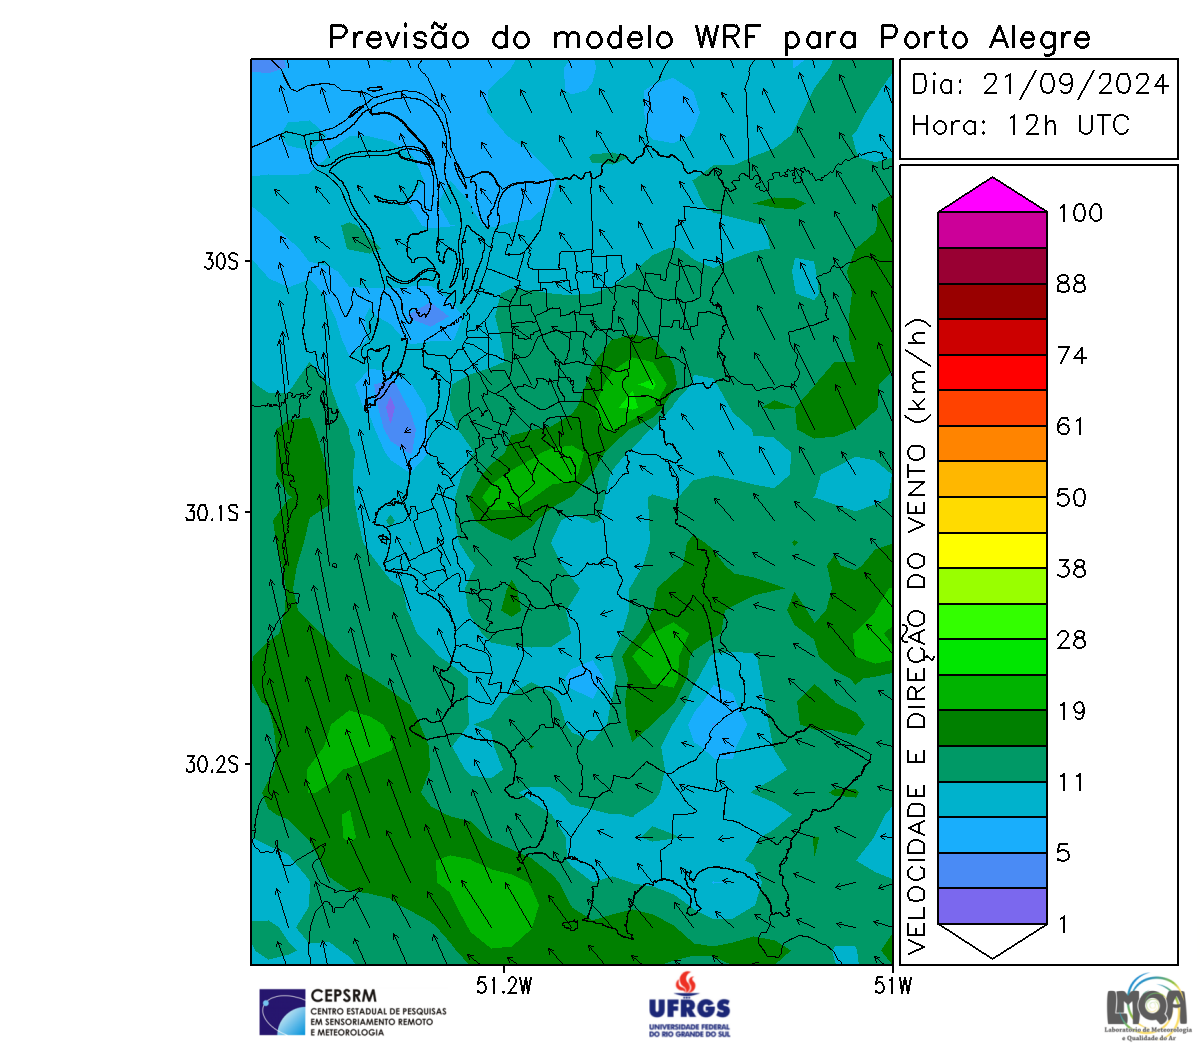 Previsão do modelo WRF para Porto Alegre
Dia: 21/09/2024
Hora: 12h UTC
30S
30.1S
30.2S
51.2W
51W
VELOCIDADE E DIREÇÃO DO VENTO (km/h)
100
88
74
61
50
38
28
19
11
5
1
CEPSRM
CENTRO ESTADUAL DE PESQUISAS
EM SENSORIAMENTO REMOTO
E METEOROLOGIA
UFRGS
UNIVERSIDADE FEDERAL
DO RIO GRANDE DO SUL
LMQA
Laboratório de Meteorologia
e Qualidade do Ar